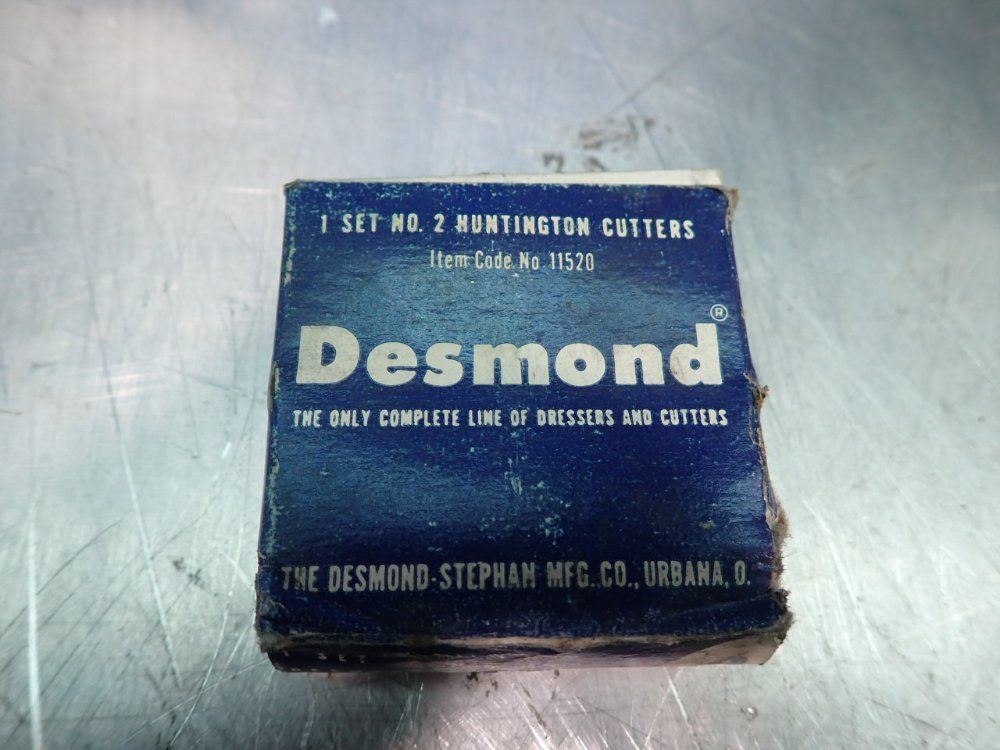 1 SET NO. 2 HUNTINGTON CUTTERS
Item Code No 11520
Desmond®
THE ONLY COMPLETE LINE OF DRESSERS AND CUTTERS
THE DESMOND-STEPHAN MFG. CO., URBANA, O.
SET